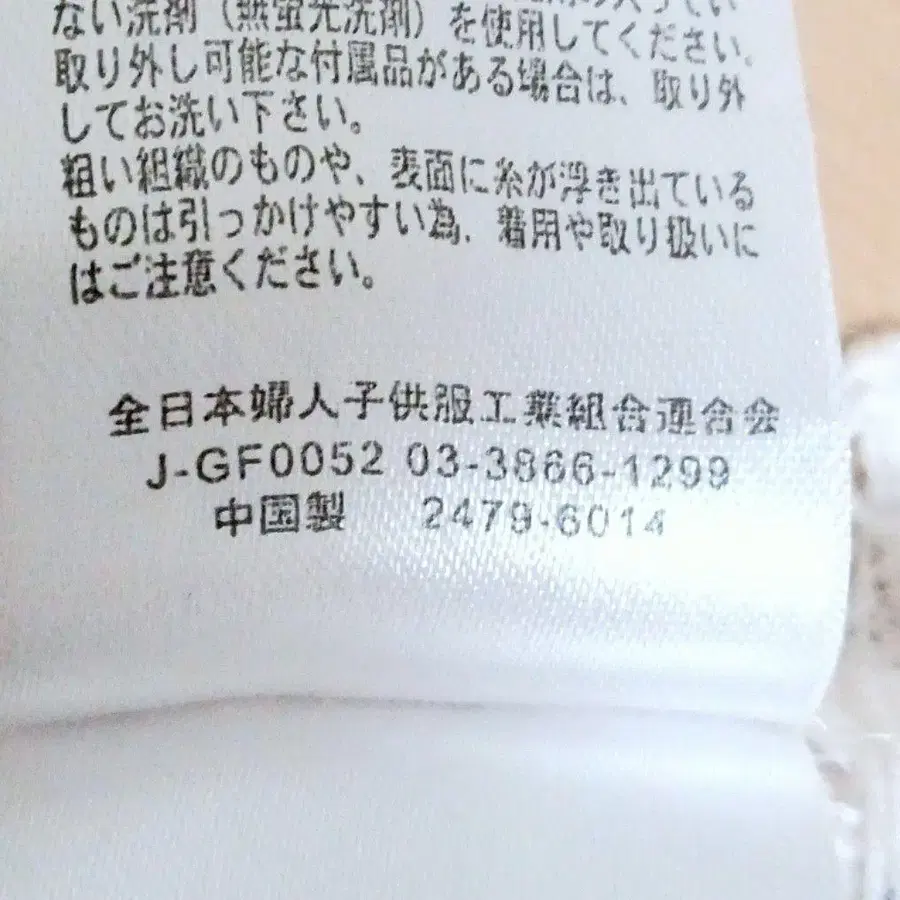 ない洗剤（無蛍光洗剤）を使用してください。
取り外し可能な付属品がある場合は、取り外
してお洗い下さい。
粗い組織のものや、表面に糸が浮き出ている
ものは引っかけやすい為、着用や取り扱いに
はご注意ください。
全日本婦人子供服工業組合連合会
J-GF0052 03-3866-1299
中国製 2479-6014